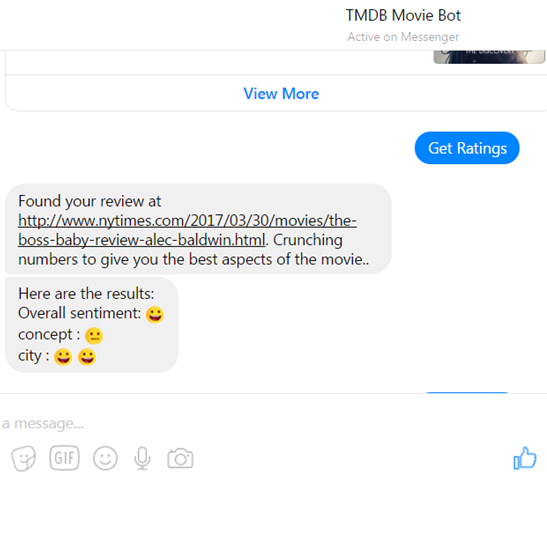 TMDB Movie Bot
Active on Messenger
THE DISCOVERY
View More
Get Ratings
Found your review at
http://www.nytimes.com/2017/03/30/movies/the-
boss-baby-review-alec-baldwin.html. Crunching
numbers to give you the best aspects of the movie..
Here are the results:
Overall sentiment: 😀
concept : 😐
city : 😀 😀
a message...
GIF